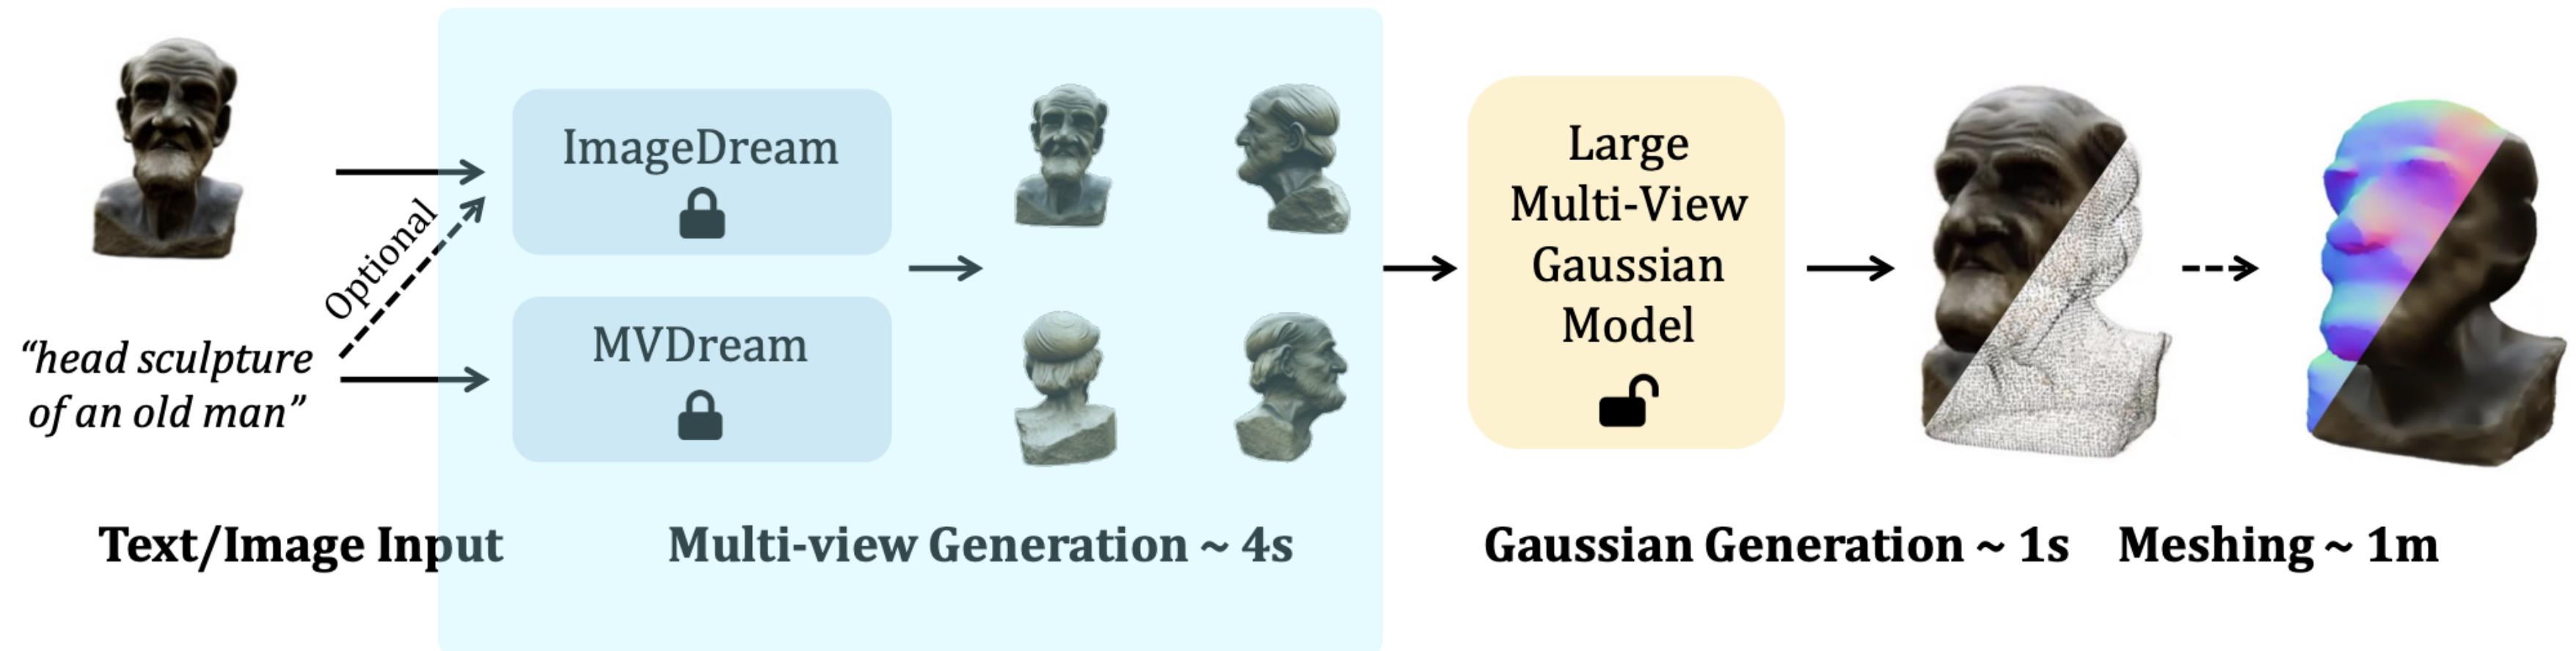 ImageDream
Optional
MVDream
“head sculpture
of an old man”
Large
Multi-View
Gaussian
Model
Text/Image Input
Multi-view Generation ~ 4s
Gaussian Generation ~ 1s
Meshing ~ 1m